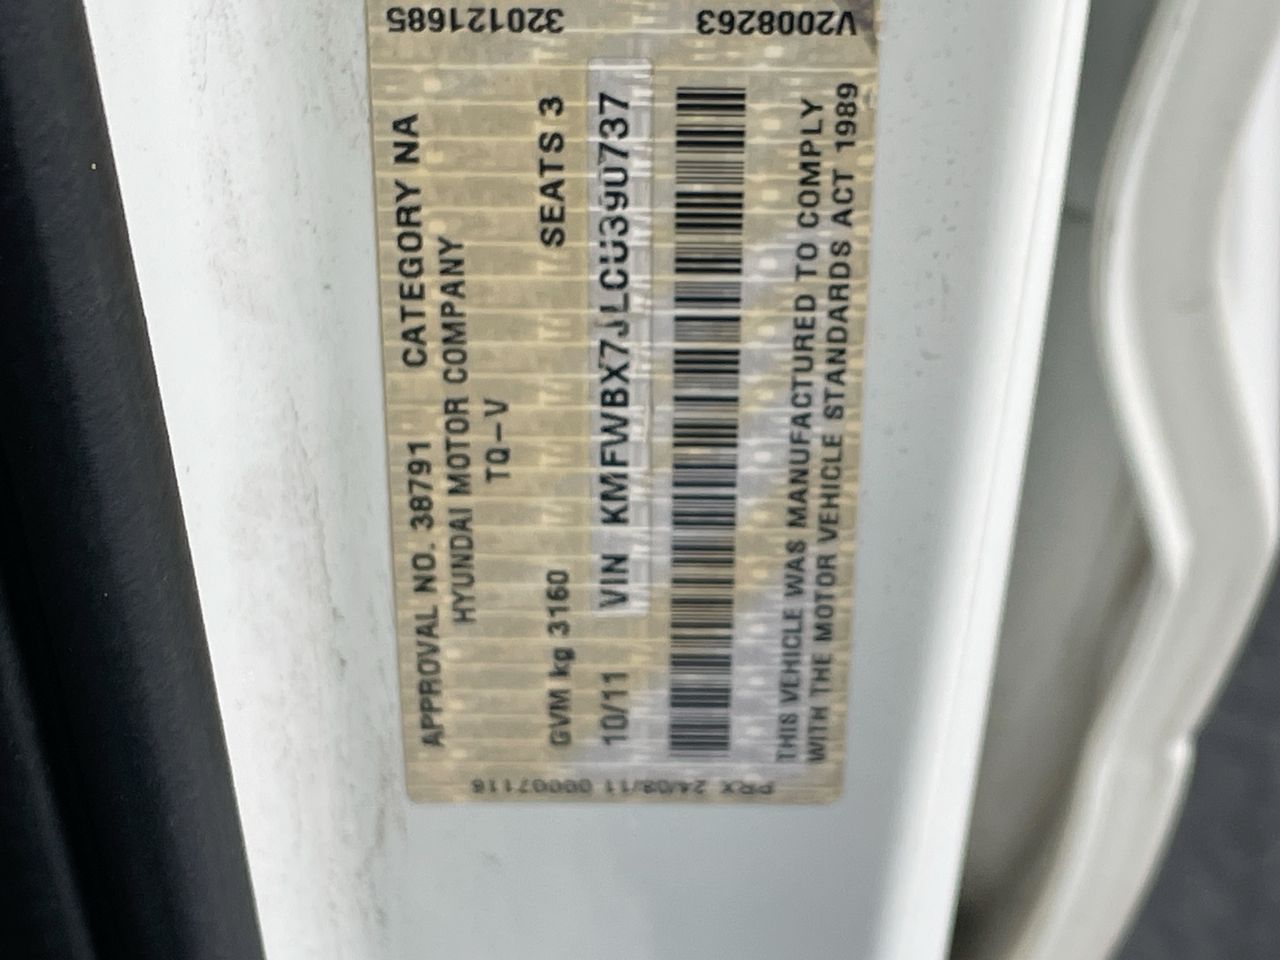 APPROVAL NO. 38791 CATEGORY NA
HYUNDAI MOTOR COMPANY
TQ-V
GVM kg 3160 SEATS 3
10/11 VIN KMFWBX7JLCU390737
THIS VEHICLE WAS MANUFACTURED TO COMPLY
WITH THE MOTOR VEHICLE STANDARDS ACT 1989
V2008263 320121685
PRX 24/08/11 00007116